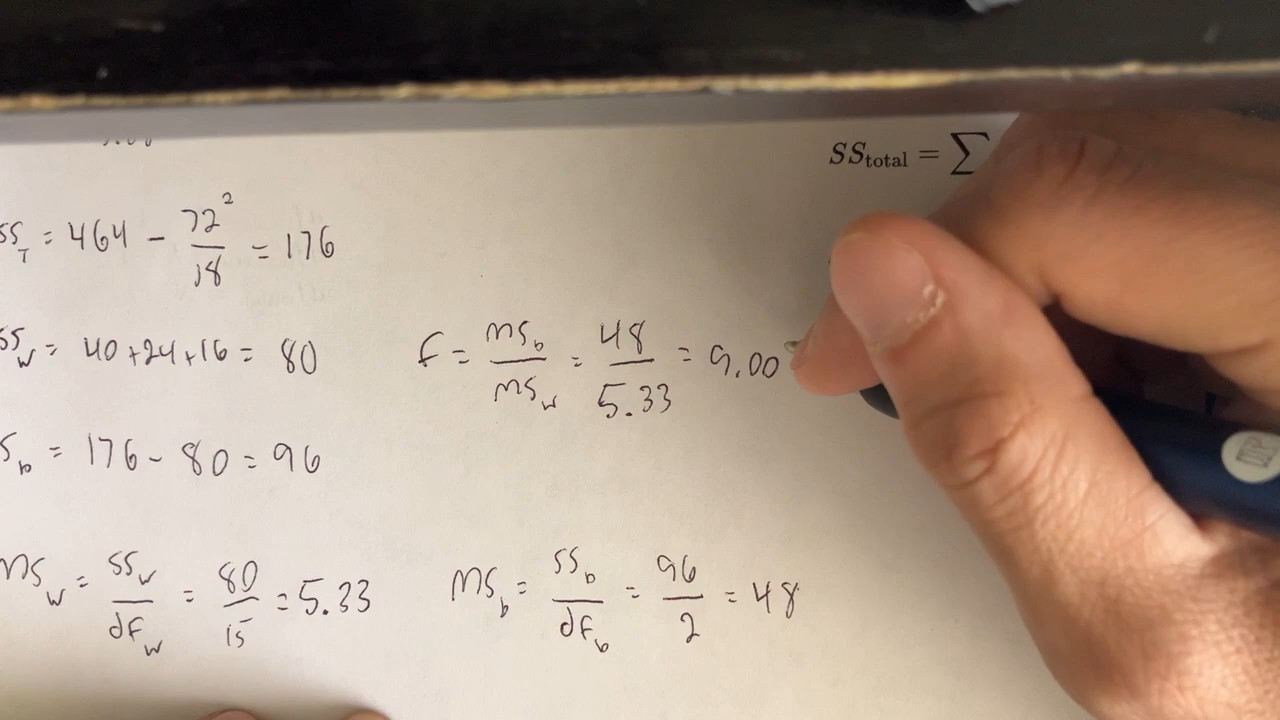 SS_T = 464 - 72²/18 = 176
SS_total = ∑
SS_W = 40+24+16 = 80
F = MS_b/MS_w = 48/5.33 = 9.00
S_b = 176 - 80 = 96
MS_W = SS_W/dF_W = 80/15 = 5.33
MS_b = SS_b/dF_b = 96/2 = 48